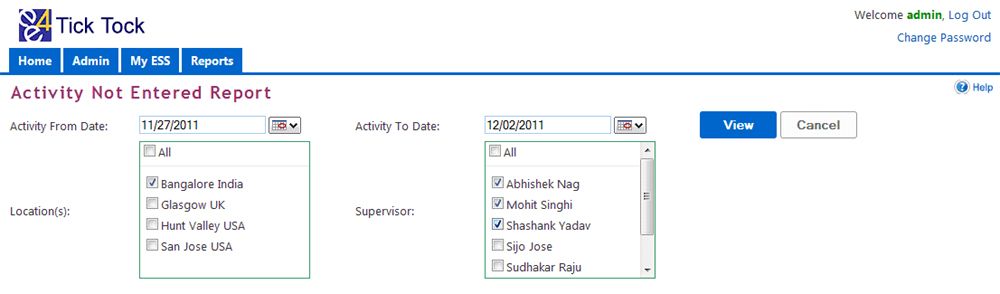 Welcome admin, Log Out
e4e Tick Tock
Change Password
Home Admin My ESS Reports
Activity Not Entered Report
Help
Activity From Date: 11/27/2011 Activity To Date: 12/02/2011 View Cancel
All All
Bangalore India Abhishek Nag
Glasgow UK Mohit Singhi
Location(s): Hunt Valley USA Supervisor: Shashank Yadav
San Jose USA Sijo Jose
Sudhakar Raju